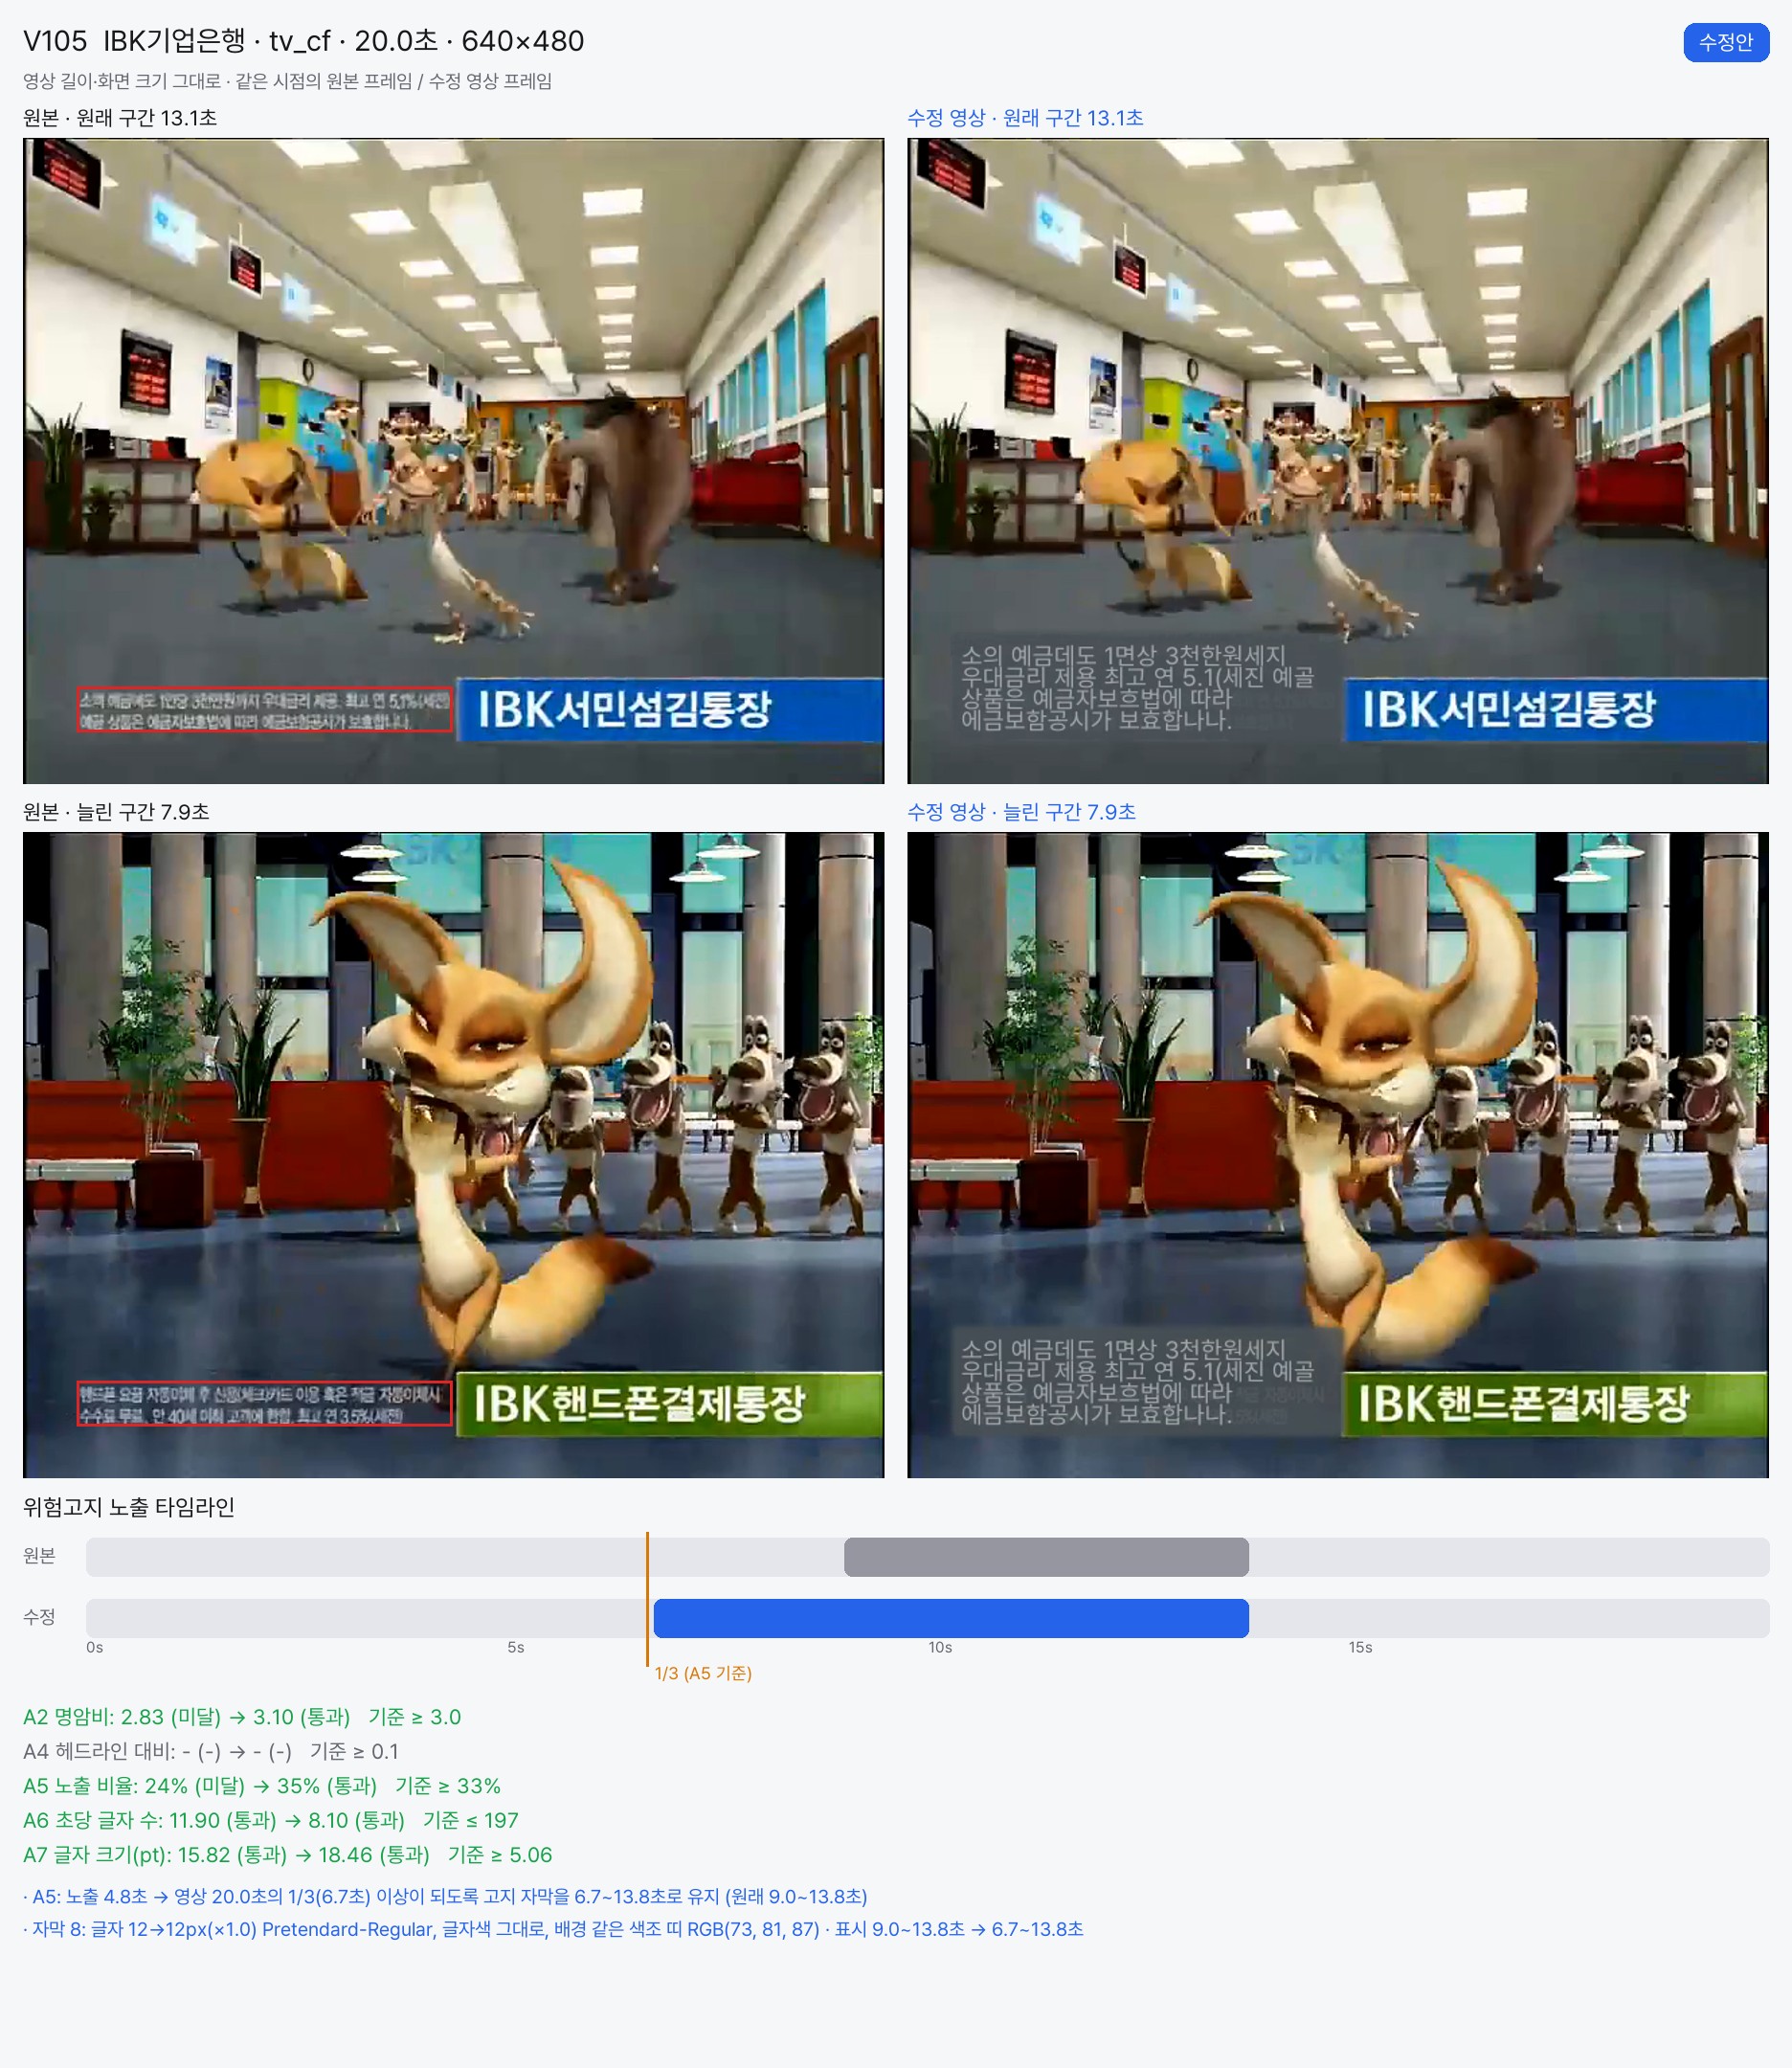 V105 IBK기업은행 · tv_cf · 20.0초 · 640×480
수정안
영상 길이·화면 크기 그대로 · 같은 시점의 원본 프레임 / 수정 영상 프레임
원본 · 원래 구간 13.1초
수정 영상 · 원래 구간 13.1초
소의 예금데도 1면상 3천한원세지
우대금리 제용 최고 연 5.1(세진 예골
상품은 예금자보흐법에 따라
에금보함공시가 보효합나나.
IBK서민섬김통장
IBK서민섬김통장
원본 · 늘린 구간 7.9초
수정 영상 · 늘린 구간 7.9초
소의 예금데도 1면상 3천한원세지
우대금리 제용 최고 연 5.1(세진 예골
상품은 예금자보흐법에 따라
에금보함공시가 보효합나나.
IBK핸드폰결제통장
IBK핸드폰결제통장
위험고지 노출 타임라인
원본
수정
0s 5s 10s 15s
1/3 (A5 기준)
A2 명암비: 2.83 (미달) → 3.10 (통과) 기준 ≥ 3.0
A4 헤드라인 대비: - (-) → - (-) 기준 ≥ 0.1
A5 노출 비율: 24% (미달) → 35% (통과) 기준 ≥ 33%
A6 초당 글자 수: 11.90 (통과) → 8.10 (통과) 기준 ≤ 197
A7 글자 크기(pt): 15.82 (통과) → 18.46 (통과) 기준 ≥ 5.06
· A5: 노출 4.8초 → 영상 20.0초의 1/3(6.7초) 이상이 되도록 고지 자막을 6.7~13.8초로 유지 (원래 9.0~13.8초)
· 자막 8: 글자 12→12px(×1.0) Pretendard-Regular, 글자색 그대로, 배경 같은 색조 띠 RGB(73, 81, 87) · 표시 9.0~13.8초 → 6.7~13.8초